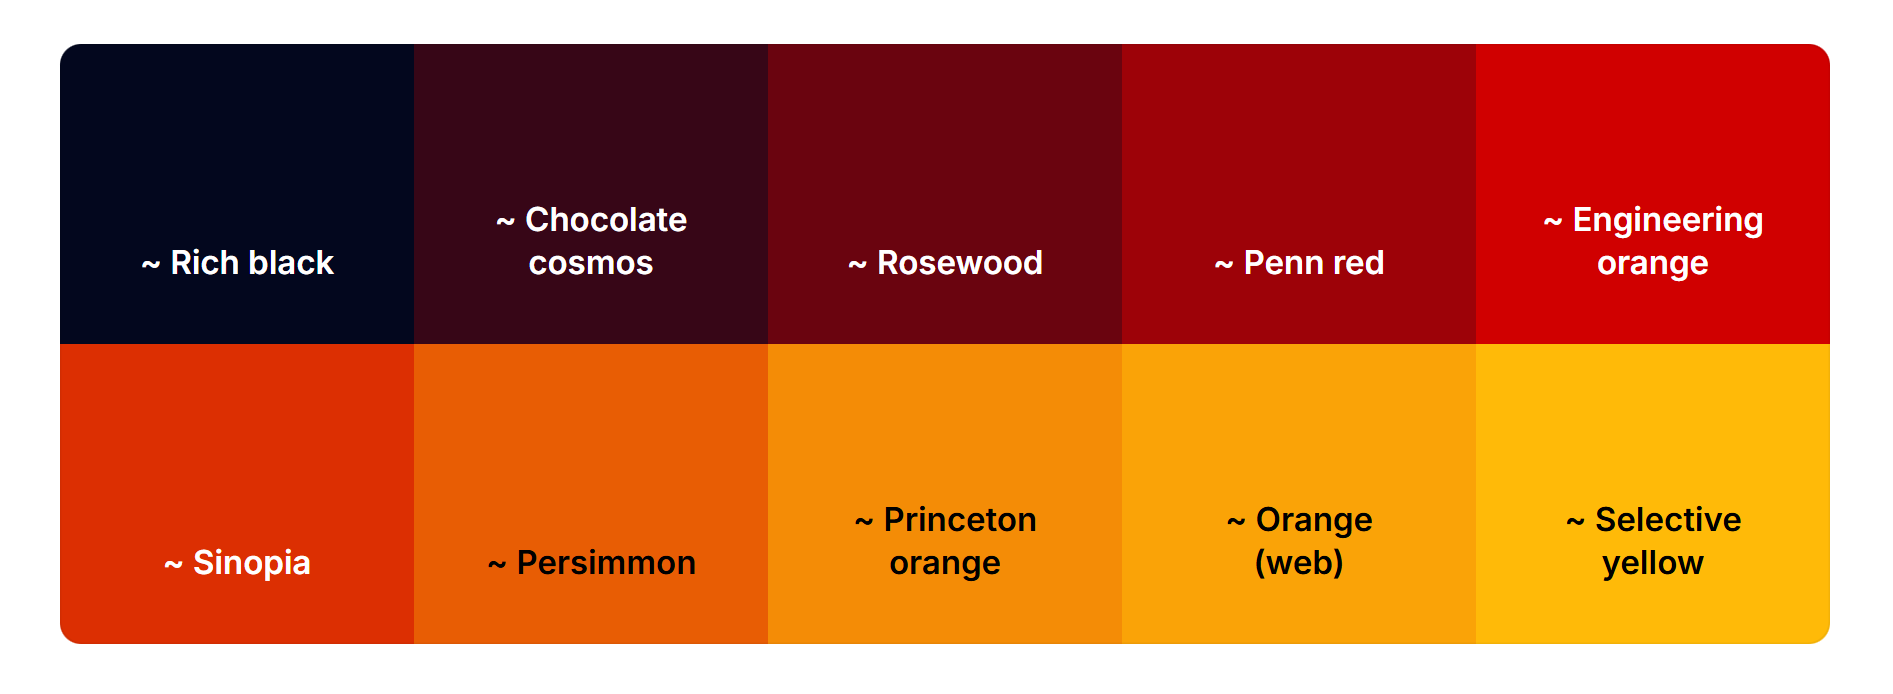 ~ Rich black
~ Chocolate
cosmos
~ Rosewood
~ Penn red
~ Engineering
orange
~ Sinopia
~ Persimmon
~ Princeton
orange
~ Orange
(web)
~ Selective
yellow